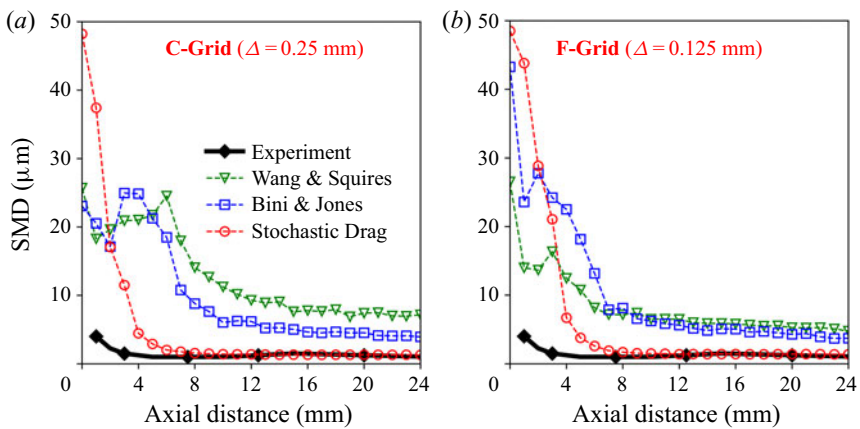 (a)
50
40
30
20
10
0
4
8
12
16
20
24
SMD (μm)
Axial distance (mm)
C-Grid (Δ = 0.25 mm)
Experiment
Wang & Squires
Bini & Jones
Stochastic Drag
(b)
50
40
30
20
10
0
4
8
12
16
20
24
Axial distance (mm)
F-Grid (Δ = 0.125 mm)